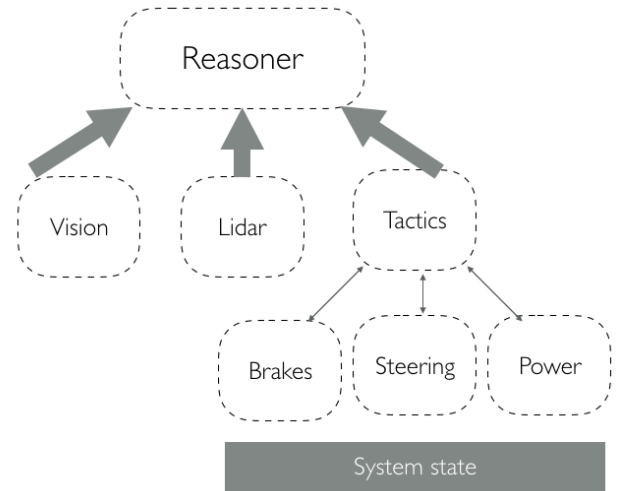 Reasoner
Vision
Lidar
Tactics
Brakes
Steering
Power
System state